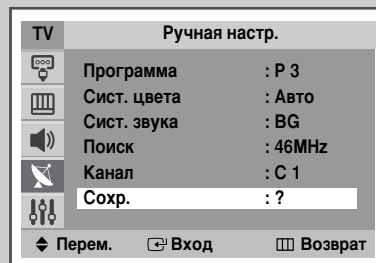 TV Ручная настр.
Программа : P 3
Сист. цвета : Авто
Сист. звука : BG
Поиск : 46MHz
Канал : C 1
Сохр. : ?
Перем. Вход Возврат